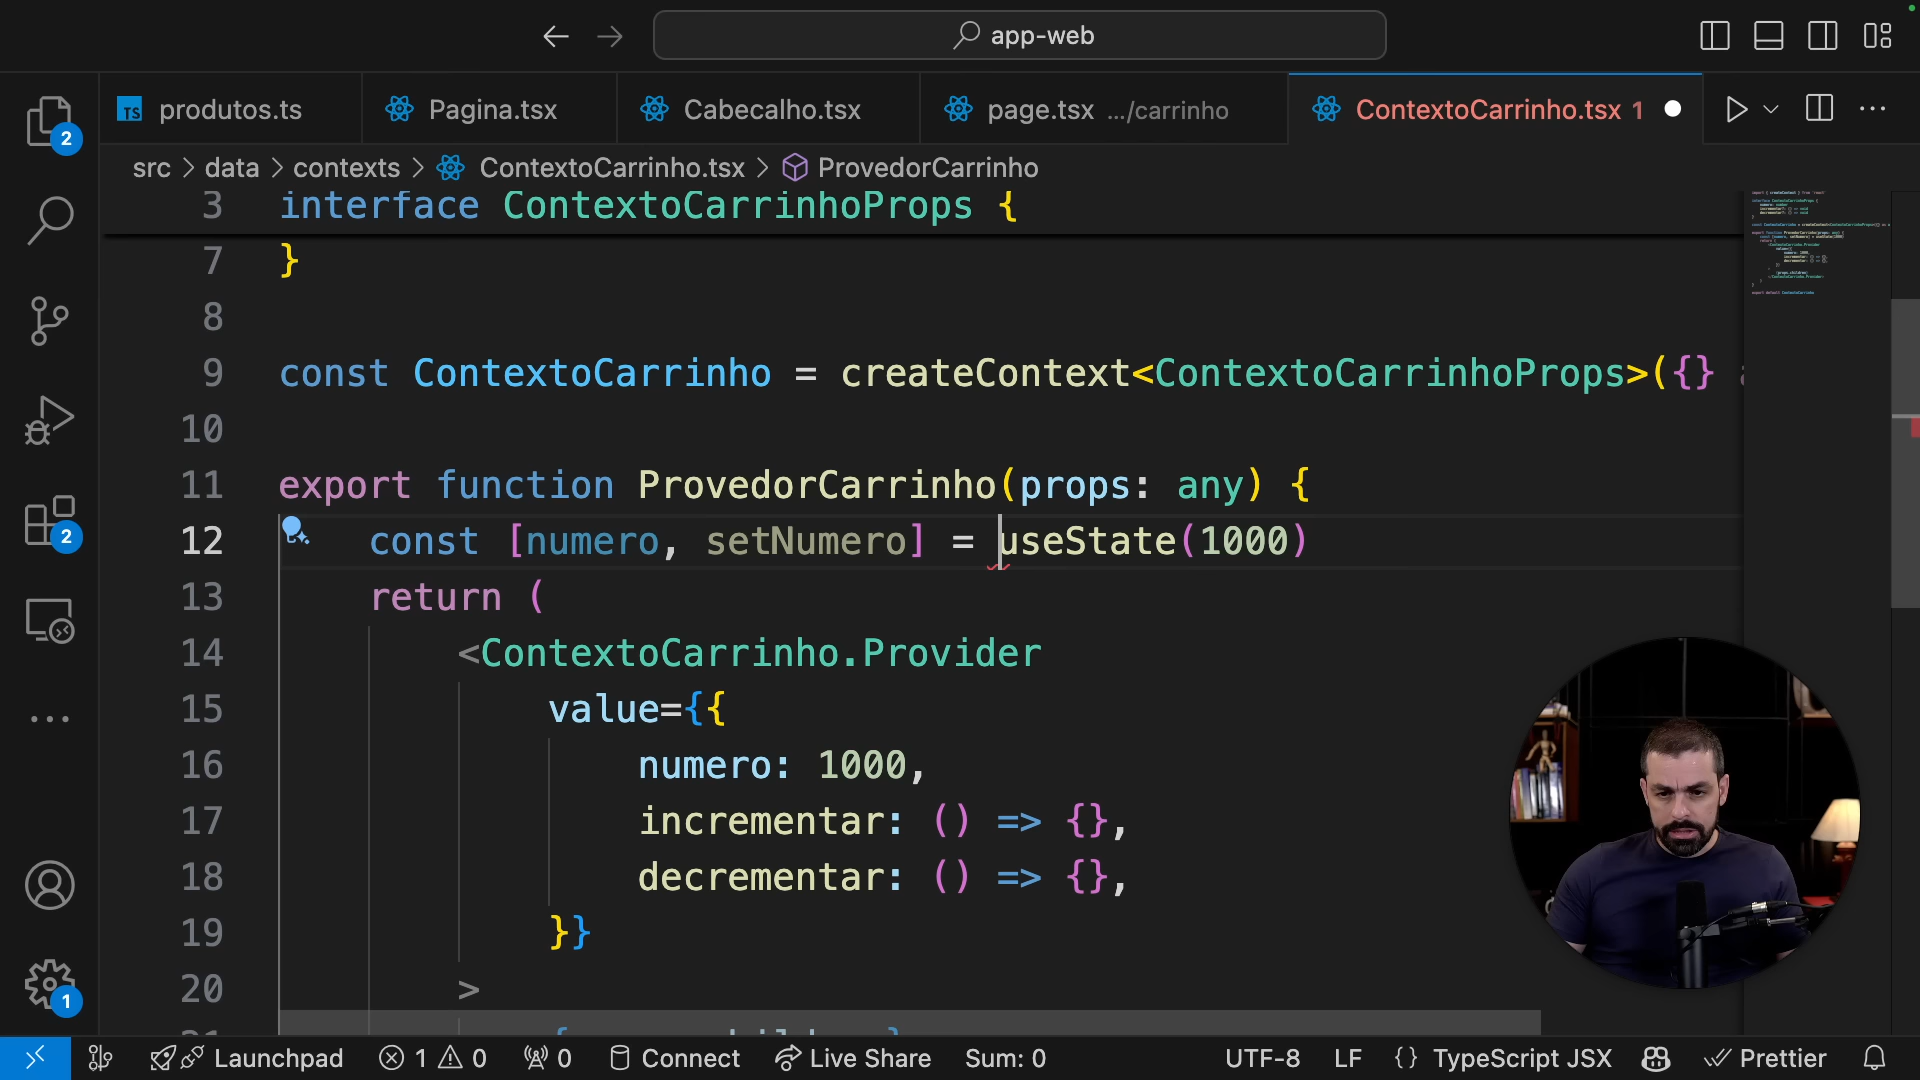 app-web
produtos.ts
Pagina.tsx
Cabecalho.tsx
page.tsx .../carrinho
ContextoCarrinho.tsx 1
src > data > contexts > ContextoCarrinho.tsx > ProvedorCarrinho
3 interface ContextoCarrinhoProps {
7 }
8
9 const ContextoCarrinho = createContext<ContextoCarrinhoProps>({}
10
11 export function ProvedorCarrinho(props: any) {
12 const [numero, setNumero] = useState(1000)
13 return (
14 <ContextoCarrinho.Provider
15 value={{
16 numero: 1000,
17 incrementar: () => {},
18 decrementar: () => {},
19 }}
20 >
2
2
1
Launchpad
1 0
0
Connect
Live Share
Sum: 0
UTF-8
LF
{} TypeScript JSX
Prettier